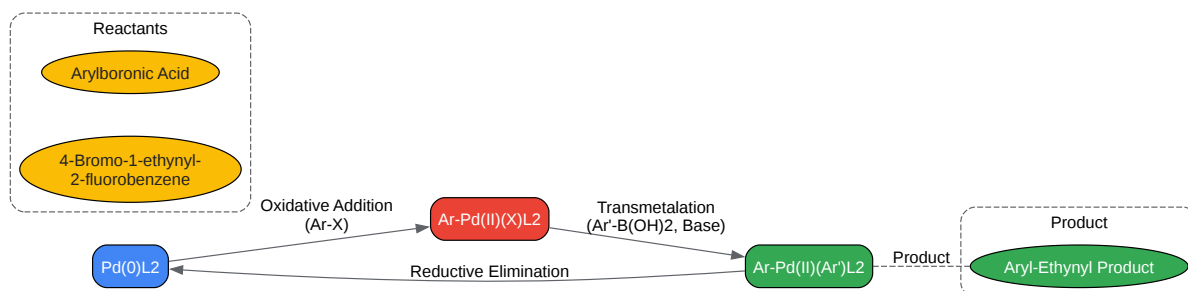 Reactants
Arylboronic Acid
4-Bromo-1-ethynyl-
2-fluorobenzene
Oxidative Addition
(Ar-X)
Ar-Pd(II)(X)L2
Transmetalation
(Ar'-B(OH)2, Base)
Pd(0)L2
Reductive Elimination
Ar-Pd(II)(Ar')L2
Product
Product
Aryl-Ethynyl Product